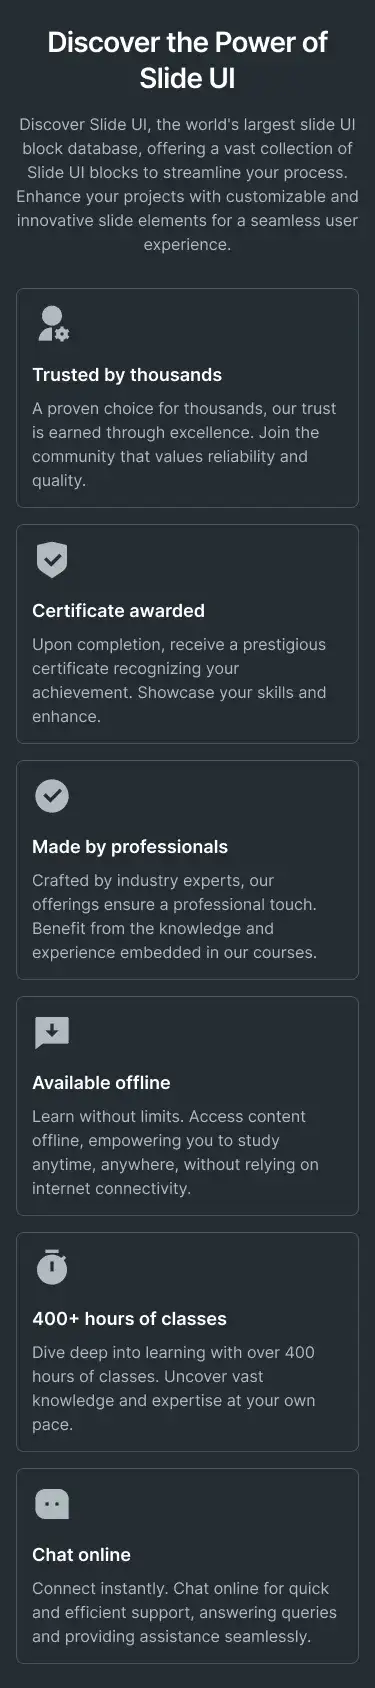 Discover the Power of
Slide UI
Discover Slide UI, the world's largest slide UI
block database, offering a vast collection of
Slide UI blocks to streamline your process.
Enhance your projects with customizable and
innovative slide elements for a seamless user
experience.
Trusted by thousands
A proven choice for thousands, our trust
is earned through excellence. Join the
community that values reliability and
quality.
Certificate awarded
Upon completion, receive a prestigious
certificate recognizing your
achievement. Showcase your skills and
enhance.
Made by professionals
Crafted by industry experts, our
offerings ensure a professional touch.
Benefit from the knowledge and
experience embedded in our courses.
Available offline
Learn without limits. Access content
offline, empowering you to study
anytime, anywhere, without relying on
internet connectivity.
400+ hours of classes
Dive deep into learning with over 400
hours of classes. Uncover vast
knowledge and expertise at your own
pace.
Chat online
Connect instantly. Chat online for quick
and efficient support, answering queries
and providing assistance seamlessly.